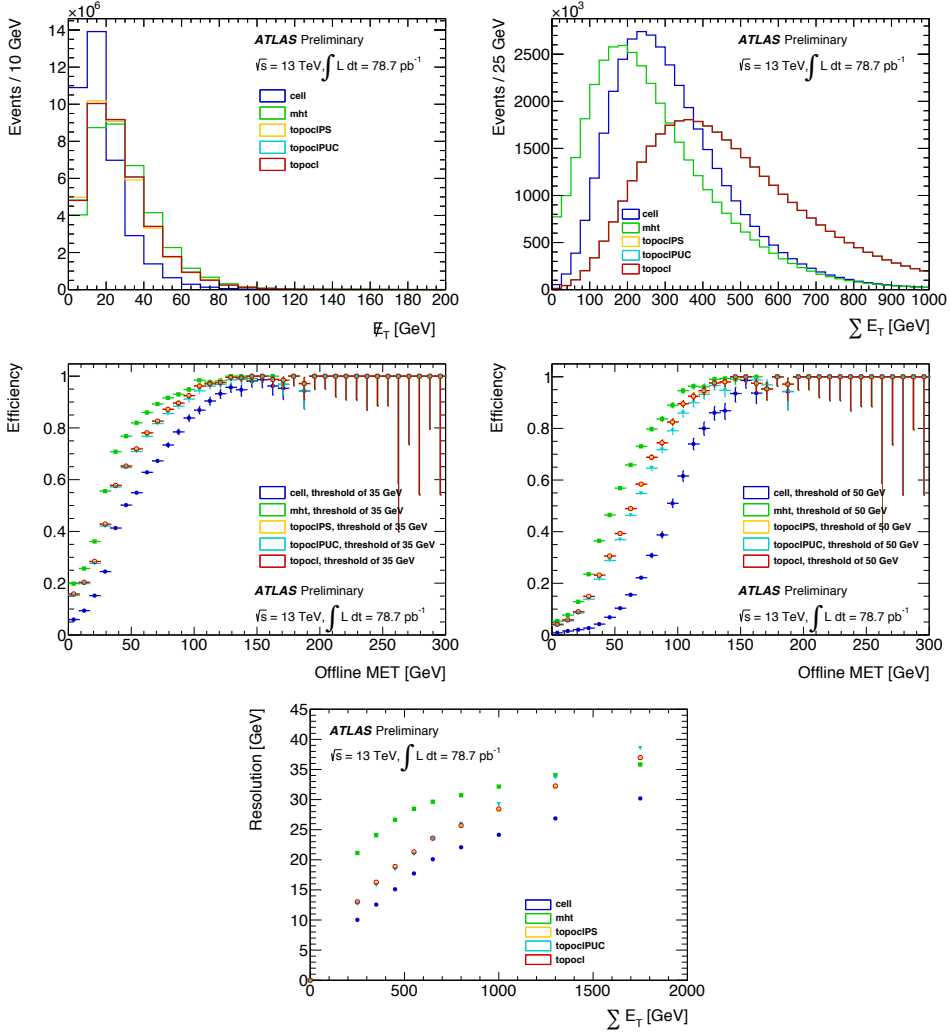 ×10⁶
Events / 10 GeV
14
12
10
8
6
4
2
0
ATLAS Preliminary
√s = 13 TeV, ∫ L dt = 78.7 pb⁻¹
cell
mht
topoclPS
topoclPUC
topocl
0 20 40 60 80 100 120 140 160 180 200
E̸_T [GeV]
×10³
Events / 25 GeV
2500
2000
1500
1000
500
0
ATLAS Preliminary
√s = 13 TeV, ∫ L dt = 78.7 pb⁻¹
cell
mht
topoclPS
topoclPUC
topocl
0 100 200 300 400 500 600 700 800 900 1000
∑ E_T [GeV]
Efficiency
1
0.8
0.6
0.4
0.2
0
cell, threshold of 35 GeV
mht, threshold of 35 GeV
topoclPS, threshold of 35 GeV
topoclPUC, threshold of 35 GeV
topocl, threshold of 35 GeV
ATLAS Preliminary
√s = 13 TeV, ∫ L dt = 78.7 pb⁻¹
0 50 100 150 200 250 300
Offline MET [GeV]
Efficiency
1
0.8
0.6
0.4
0.2
0
cell, threshold of 50 GeV
mht, threshold of 50 GeV
topoclPS, threshold of 50 GeV
topoclPUC, threshold of 50 GeV
topocl, threshold of 50 GeV
ATLAS Preliminary
√s = 13 TeV, ∫ L dt = 78.7 pb⁻¹
0 50 100 150 200 250 300
Offline MET [GeV]
Resolution [GeV]
45
40
35
30
25
20
15
10
5
0
ATLAS Preliminary
√s = 13 TeV, ∫ L dt = 78.7 pb⁻¹
cell
mht
topoclPS
topoclPUC
topocl
0 500 1000 1500 2000
∑ E_T [GeV]